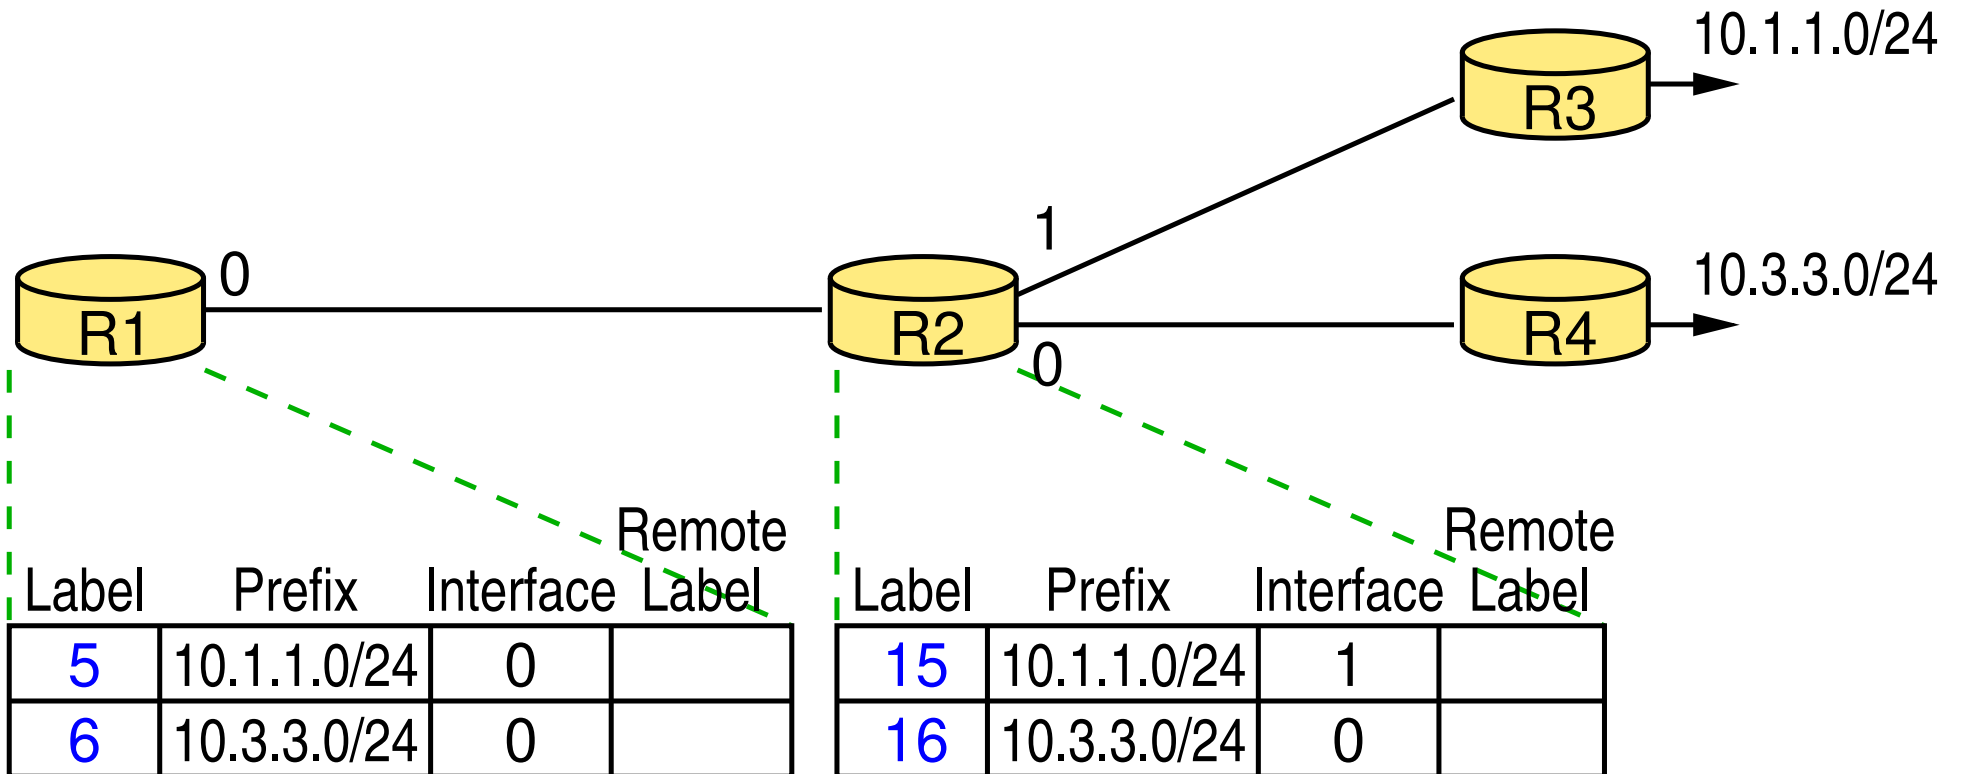 10.1.1.0/24
R3
1
10.3.3.0/24
0
R1
R2
R4
0
Remote
Remote
Label Prefix Interface Label
Label Prefix Interface Label
5 10.1.1.0/24 0
15 10.1.1.0/24 1
6 10.3.3.0/24 0
16 10.3.3.0/24 0